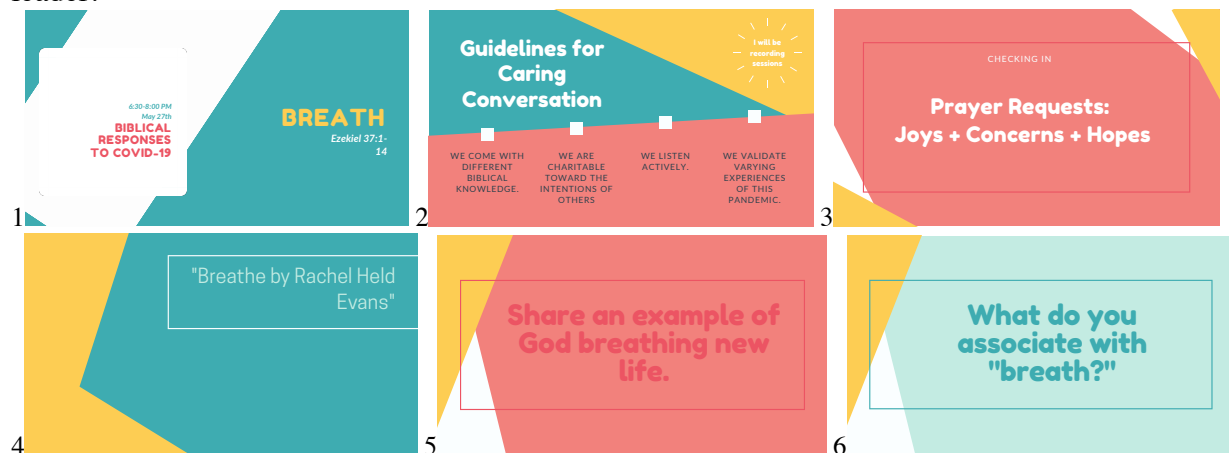 6:30-8:00 PM
May 27th
BIBLICAL
RESPONSES
TO COVID-19
BREATH
Ezekiel 37:1-
14
1
Guidelines for
Caring
Conversation
I will be
recording
sessions
WE COME WITH
DIFFERENT
BIBLICAL
KNOWLEDGE.
WE ARE
CHARITABLE
TOWARD THE
INTENTIONS OF
OTHERS
WE LISTEN
ACTIVELY.
WE VALIDATE
VARYING
EXPERIENCES
OF THIS
PANDEMIC.
2
CHECKING IN
Prayer Requests:
Joys + Concerns + Hopes
3
"Breathe by Rachel Held
Evans"
4
Share an example of
God breathing new
life.
5
What do you
associate with
"breath?"
6